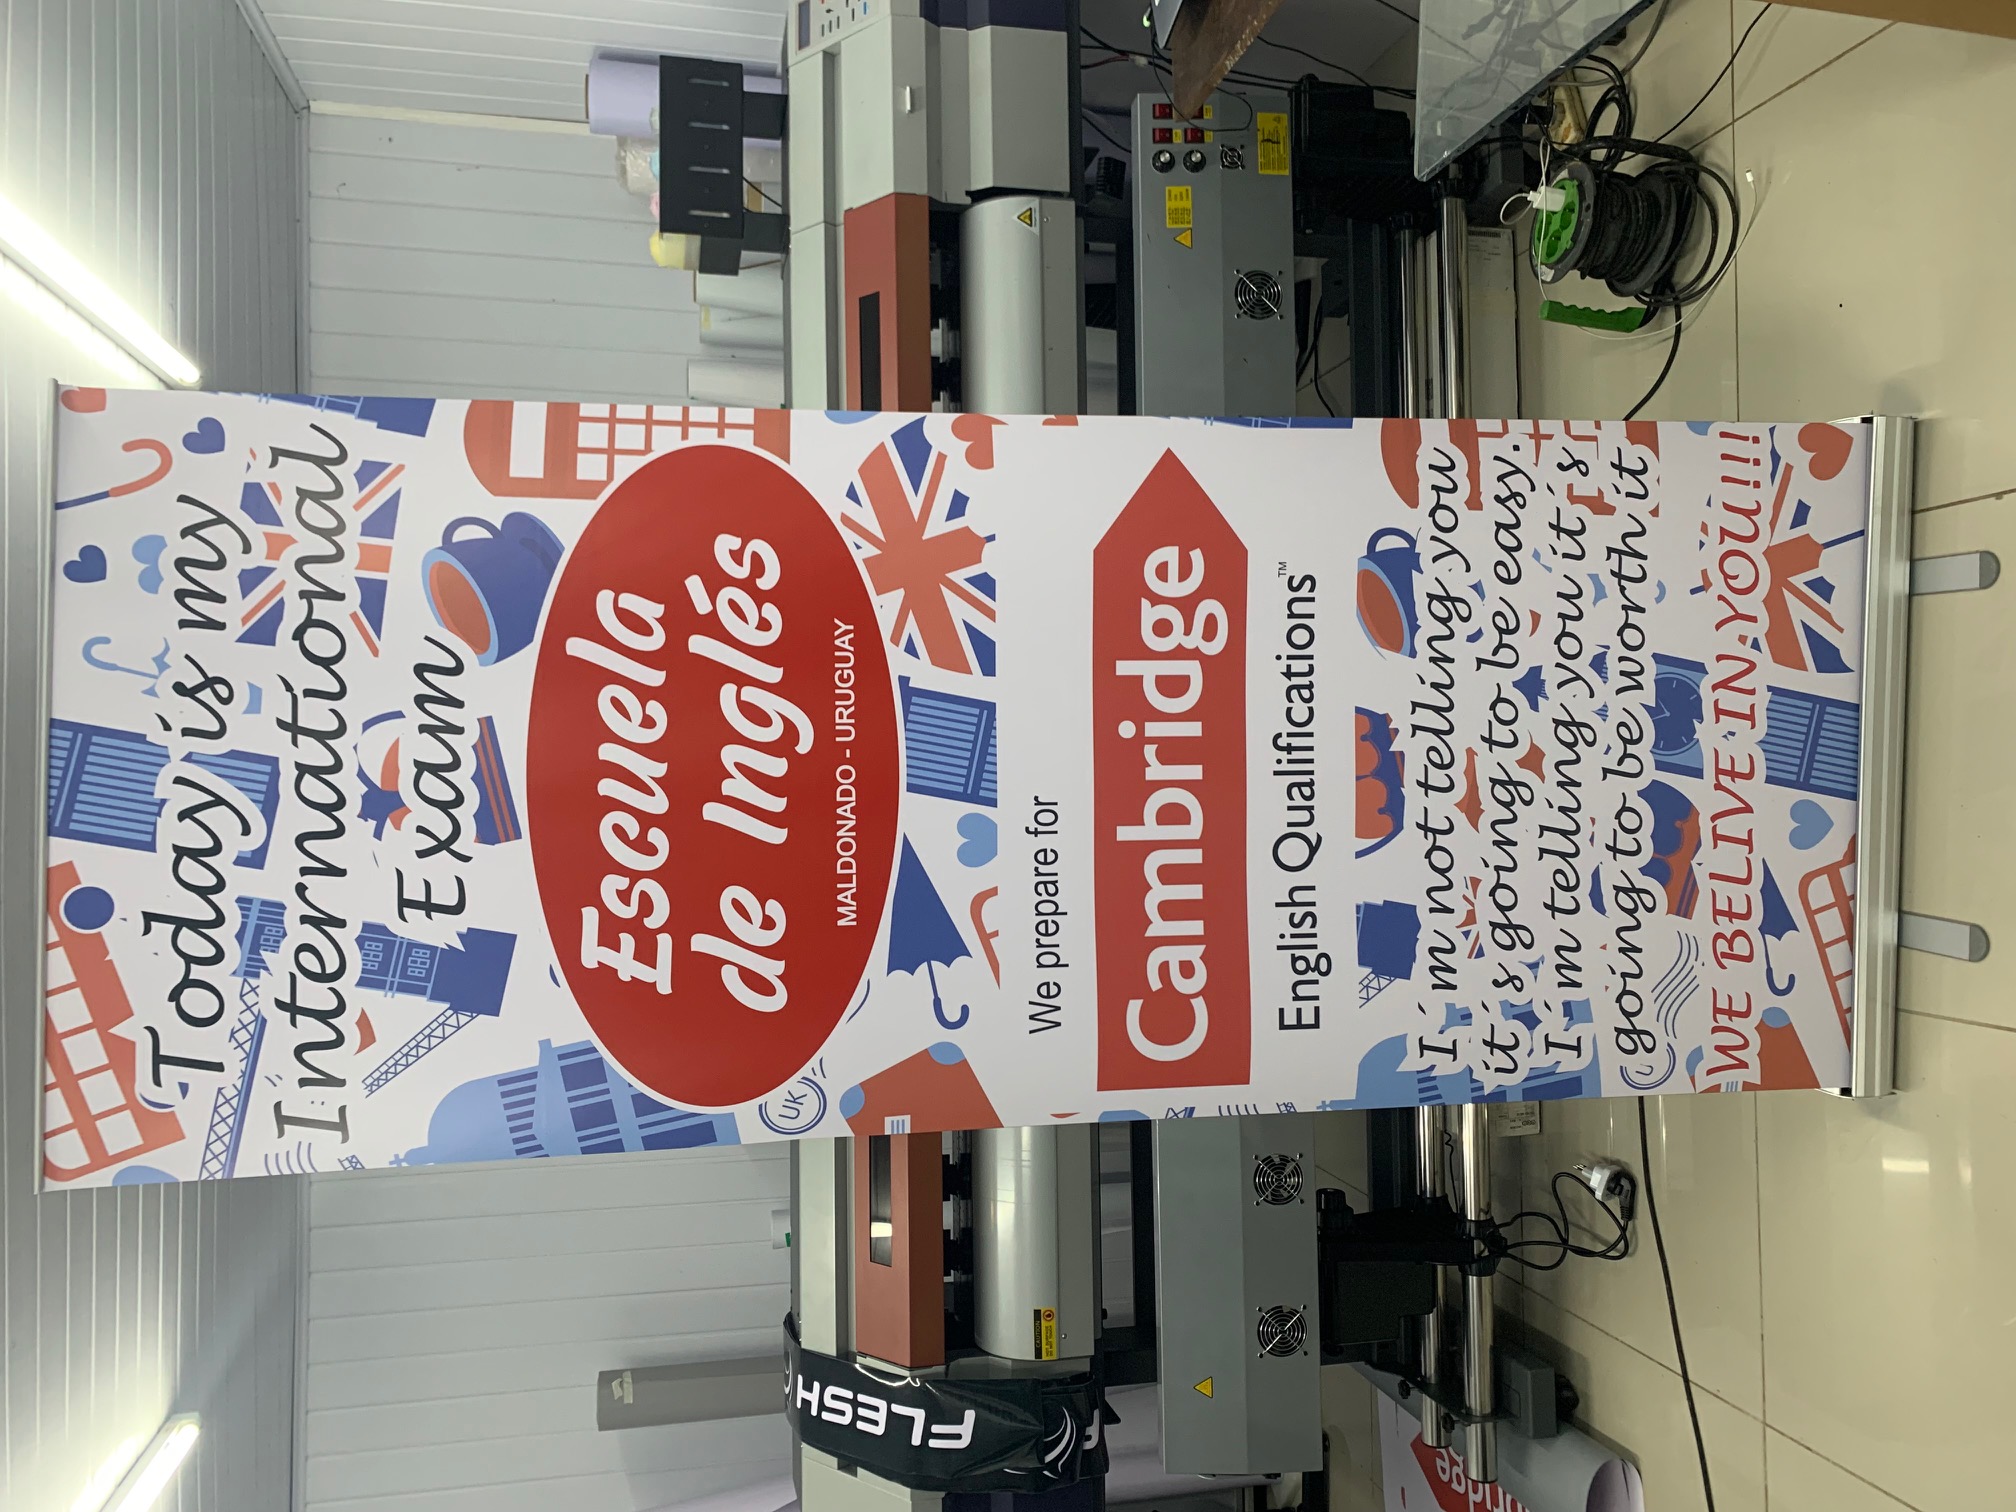 Today is my
International
Exam
Escuela
de Inglés
MALDONADO - URUGUAY
UK
We prepare for
Cambridge
English Qualifications™
I´m not telling you
it´s going to be easy.
I´m telling you it´s
going to be worth it
WE BELIVE IN YOU!!!
FLESH
CAUTION